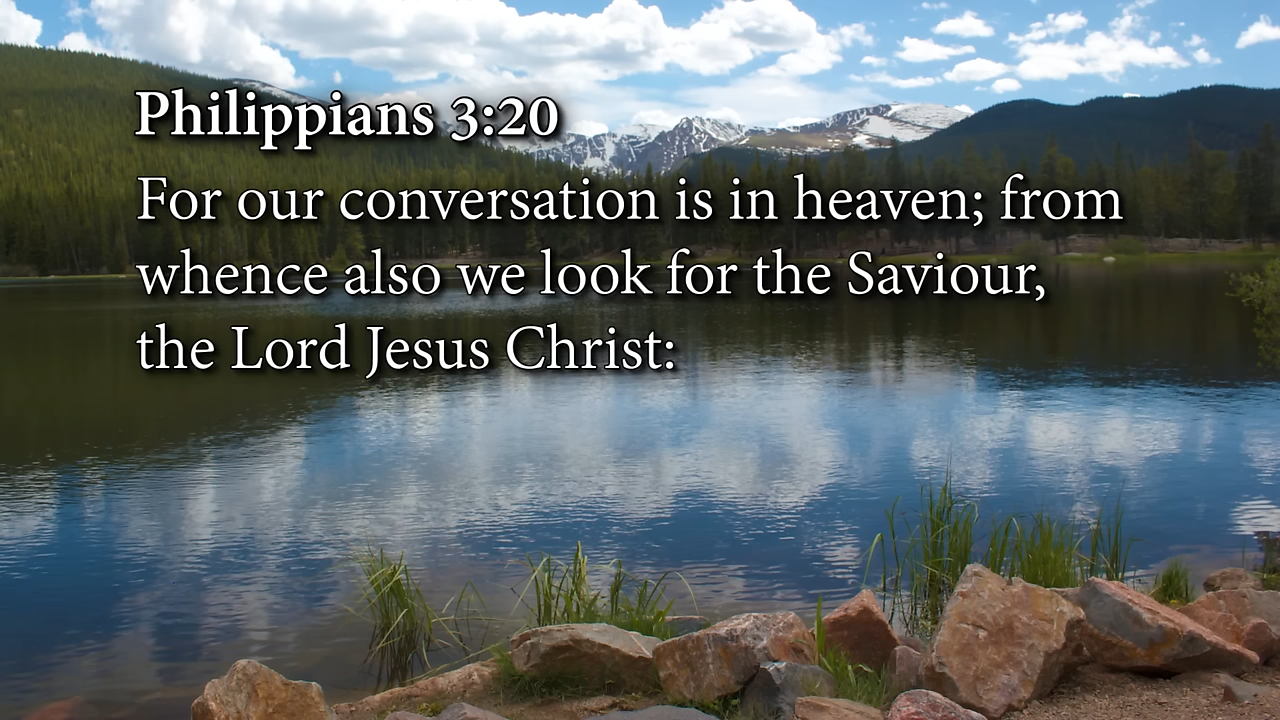 Philippians 3:20
For our conversation is in heaven; from
whence also we look for the Saviour,
the Lord Jesus Christ: